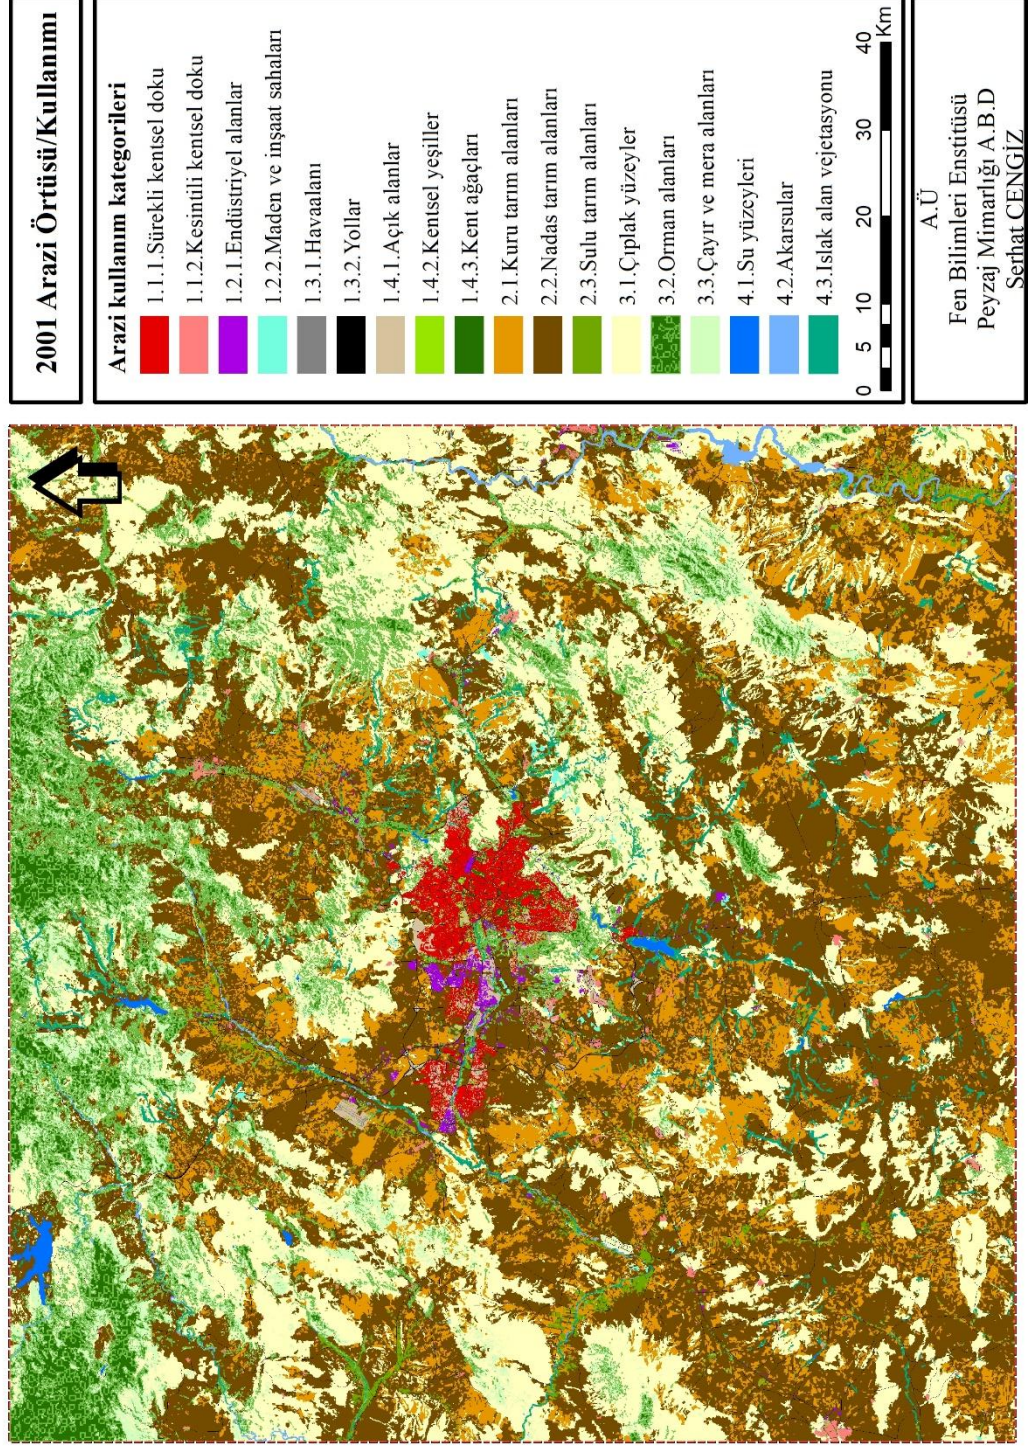 2001 Arazi Örtüsü/Kullanımı
Arazi kullanım kategorileri
1.1.1.Sürekli kentsel doku
1.1.2.Kesintili kentsel doku
1.2.1.Endüstriyel alanlar
1.2.2.Maden ve inşaat sahaları
1.3.1.Havaalanı
1.3.2.Yollar
1.4.1.Açık alanlar
1.4.2.Kentsel yeşiller
1.4.3.Kent ağaçları
2.1.Kuru tarım alanları
2.2.Nadas tarım alanları
2.3.Sulu tarım alanları
3.1.Çıplak yüzeyler
3.2.Orman alanları
3.3.Çayır ve mera alanları
4.1.Su yüzeyleri
4.2.Akarsular
4.3.Islak alan vejetasyonu
0 5 10 20 30 40
Km
A.Ü
Fen Bilimleri Enstitüsü
Peyzaj Mimarlığı A.B.D
Serhat CENGİZ